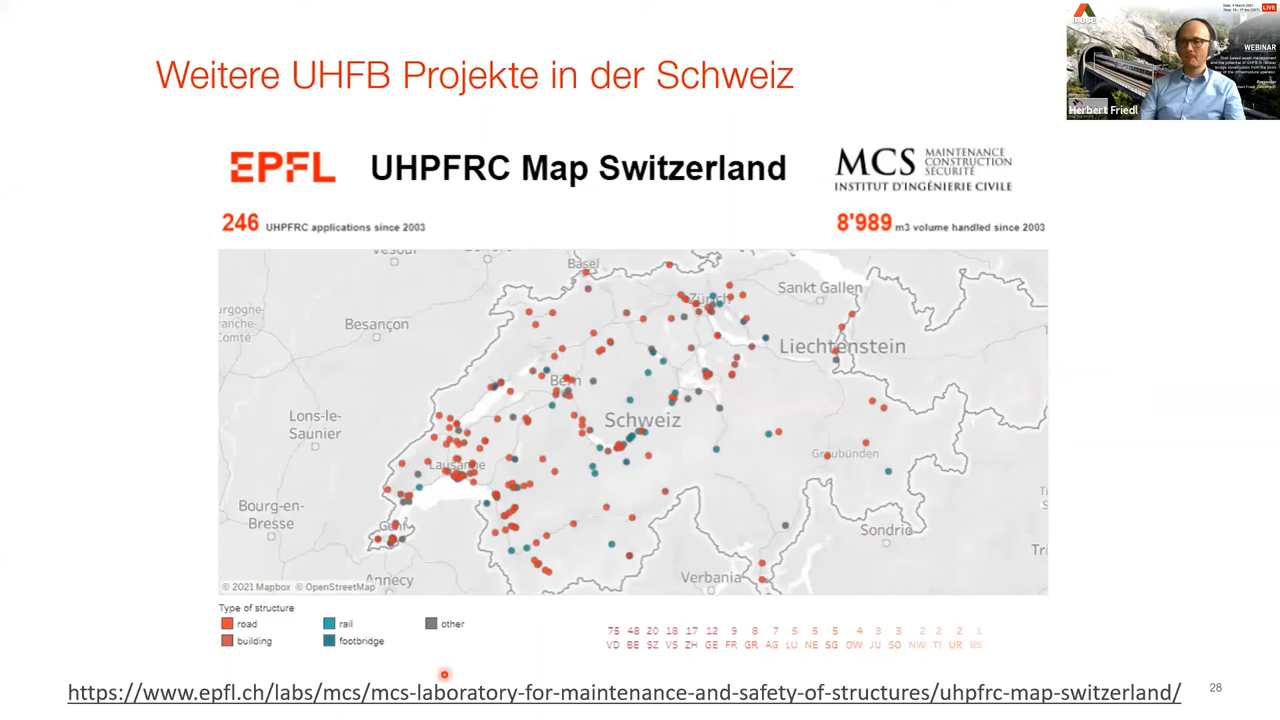 Weitere UHFB Projekte in der Schweiz
IABSE
LIVE
WEBINAR
Herbert Friedl
EPFL
UHPFRC Map Switzerland
MCS
MAINTENANCE
CONSTRUCTION
SÉCURITÉ
INSTITUT D'INGÉNIERIE CIVILE
246 UHPFRC applications since 2003
8'989 m3 volume handled since 2003
Basel
Zürich
Sankt Gallen
Besançon
Liechtenstein
Bern
Lons-le-
Saunier
Schweiz
Lausanne
Graubünden
Bourg-en-
Bresse
Genf
Sondrio
Annecy
Verbania
© 2021 Mapbox © OpenStreetMap
Type of structure
road
rail
other
building
footbridge
75 48 20 18 17 12 9 8 7 5 5 5 4 3 3 2 2 2 1
VD BE SZ VS ZH GE FR GR AG LU NE SG OW JU SO NW TI UR BS
https://www.epfl.ch/labs/mcs/mcs-laboratory-for-maintenance-and-safety-of-structures/uhpfrc-map-switzerland/
28